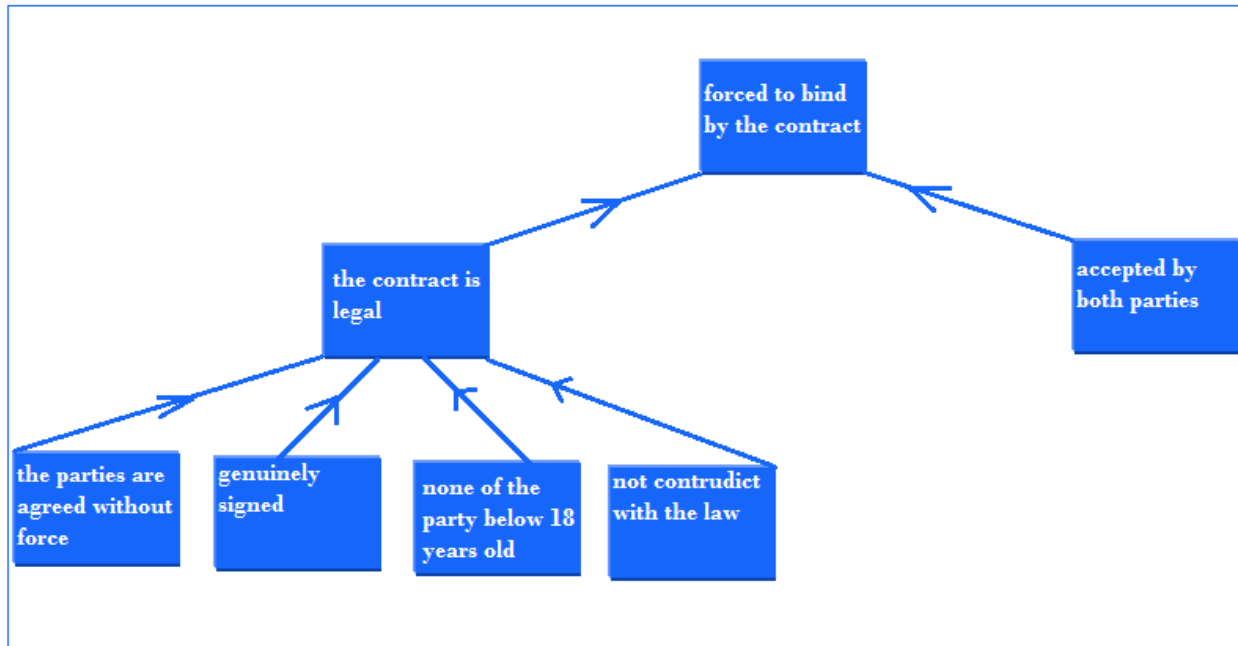 forced to bind
by the contract
the contract is
legal
accepted by
both parties
the parties are
agreed without
force
genuinely
signed
none of the
party below 18
years old
not contrudict
with the law